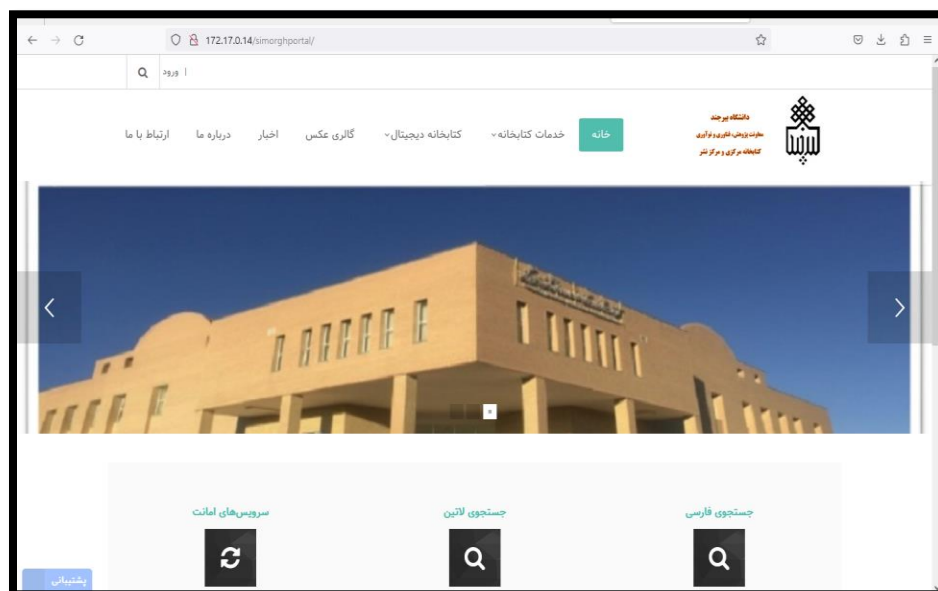 172.17.0.14/simorghportal/
ورود |
دانشگاه بیرجند
معاونت پژوهش، فناوری و نوآوری
کتابخانه مرکزی و مرکز نشر
خانه
خدمات کتابخانه
کتابخانه دیجیتال
گالری عکس
اخبار
درباره ما
ارتباط با ما
جستجوی فارسی
جستجوی لاتین
سرویس‌های امانت
پشتیبانی